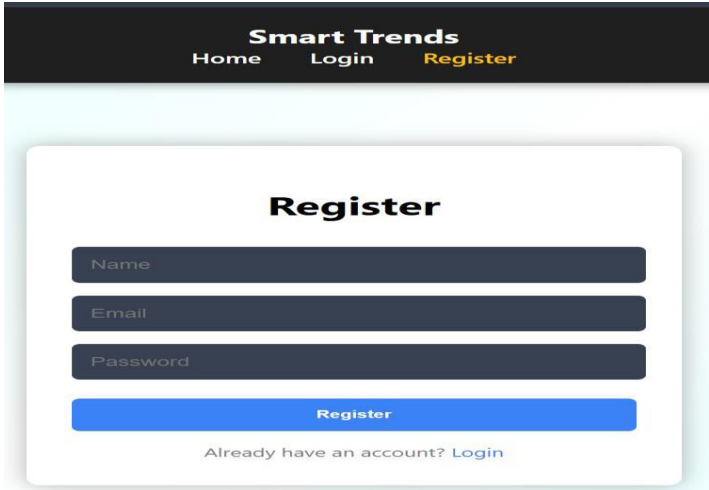 Smart Trends
Home Login Register
Register
Name
Email
Password
Register
Already have an account? Login